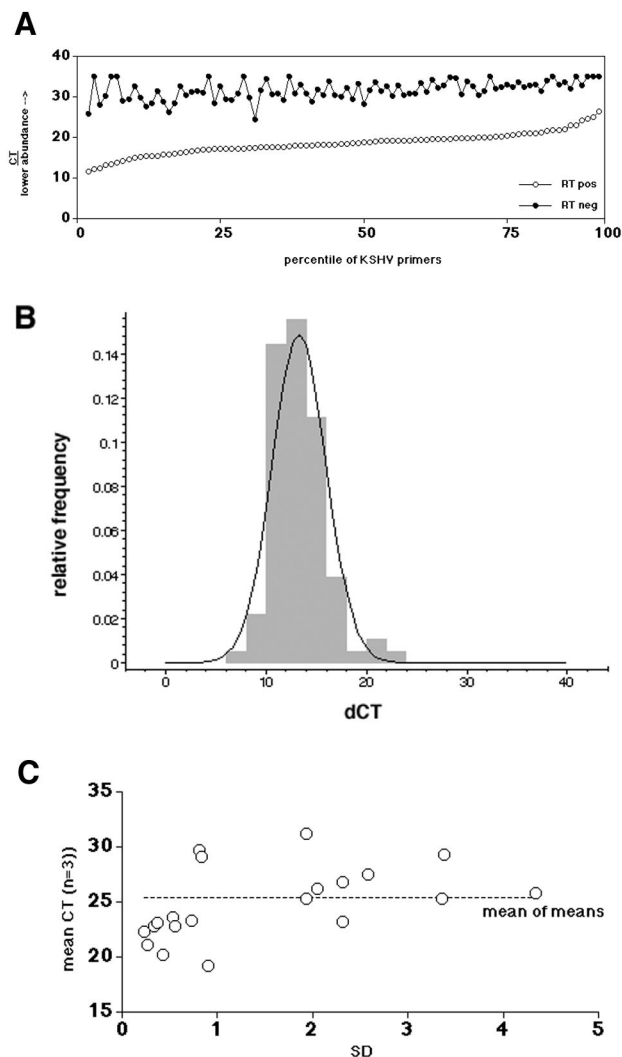 A
40
30
20
10
0
CT
lower abundance -->
RT pos
RT neg
25
50
75
100
percentile of KSHV primers
B
0.14
0.12
0.1
0.08
0.06
0.04
0.02
0
relative frequency
0
10
20
30
40
dCT
C
35
30
25
20
15
mean CT (n=3))
mean of means
0
1
2
3
4
5
SD